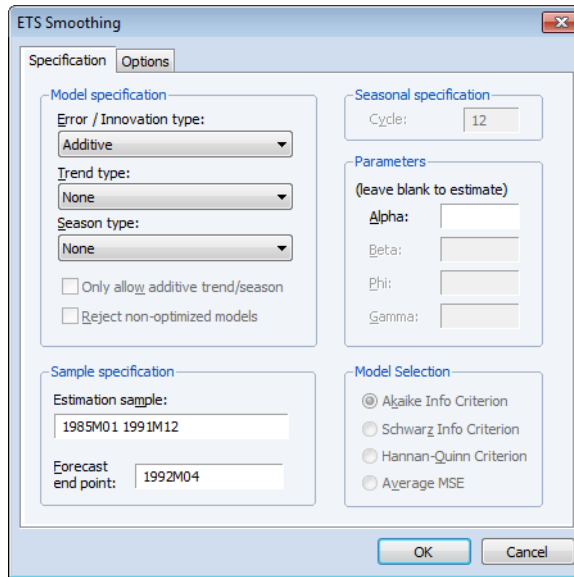 ETS Smoothing
Specification
Options
Model specification
Error / Innovation type:
Additive
Trend type:
None
Season type:
None
Only allow additive trend/season
Reject non-optimized models
Seasonal specification
Cycle:
12
Parameters
(leave blank to estimate)
Alpha:
Beta:
Phi:
Gamma:
Sample specification
Estimation sample:
1985M01 1991M12
Forecast
end point:
1992M04
Model Selection
Akaike Info Criterion
Schwarz Info Criterion
Hannan-Quinn Criterion
Average MSE
OK
Cancel